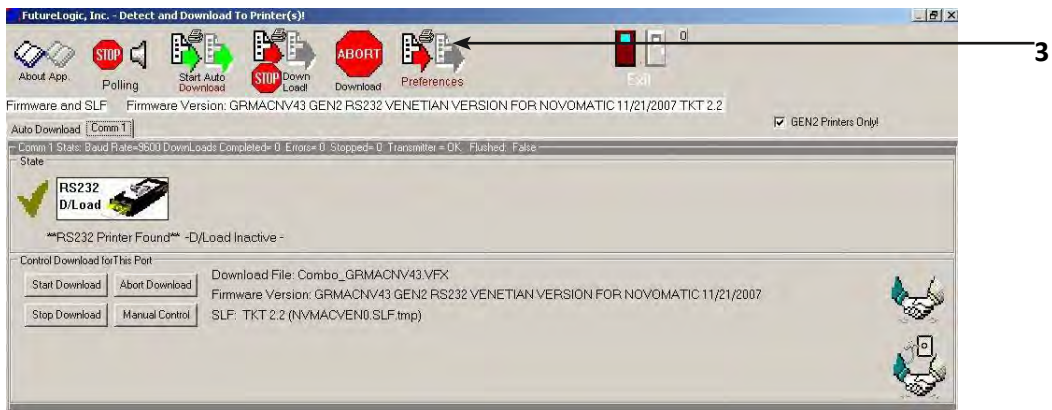 FutureLogic, Inc. - Detect and Download To Printer(s)!
About App.
STOP
Polling
Start Auto
Download
STOP
Down
Load!
ABORT
Download
Preferences
0
Exit
3
Firmware and SLF Firmware Version: GRMACNV43 GEN2 RS232 VENETIAN VERSION FOR NOVOMATIC 11/21/2007 TKT 2.2
Auto Download Comm 1
GEN2 Printers Only!
Comm 1 Stats: Baud Rate=9600 DownLoads Completed= 0 Errors= 0 Stopped= 0 Transmitter = OK Flushed: False
State
RS232
D/Load
**RS232 Printer Found** -D/Load Inactive -
Control Download for This Port
Start Download Abort Download
Stop Download Manual Control
Download File: Combo_GRMACNV43.VFX
Firmware Version: GRMACNV43 GEN2 RS232 VENETIAN VERSION FOR NOVOMATIC 11/21/2007
SLF: TKT 2.2 (NVMACVEN0.SLF.tmp)